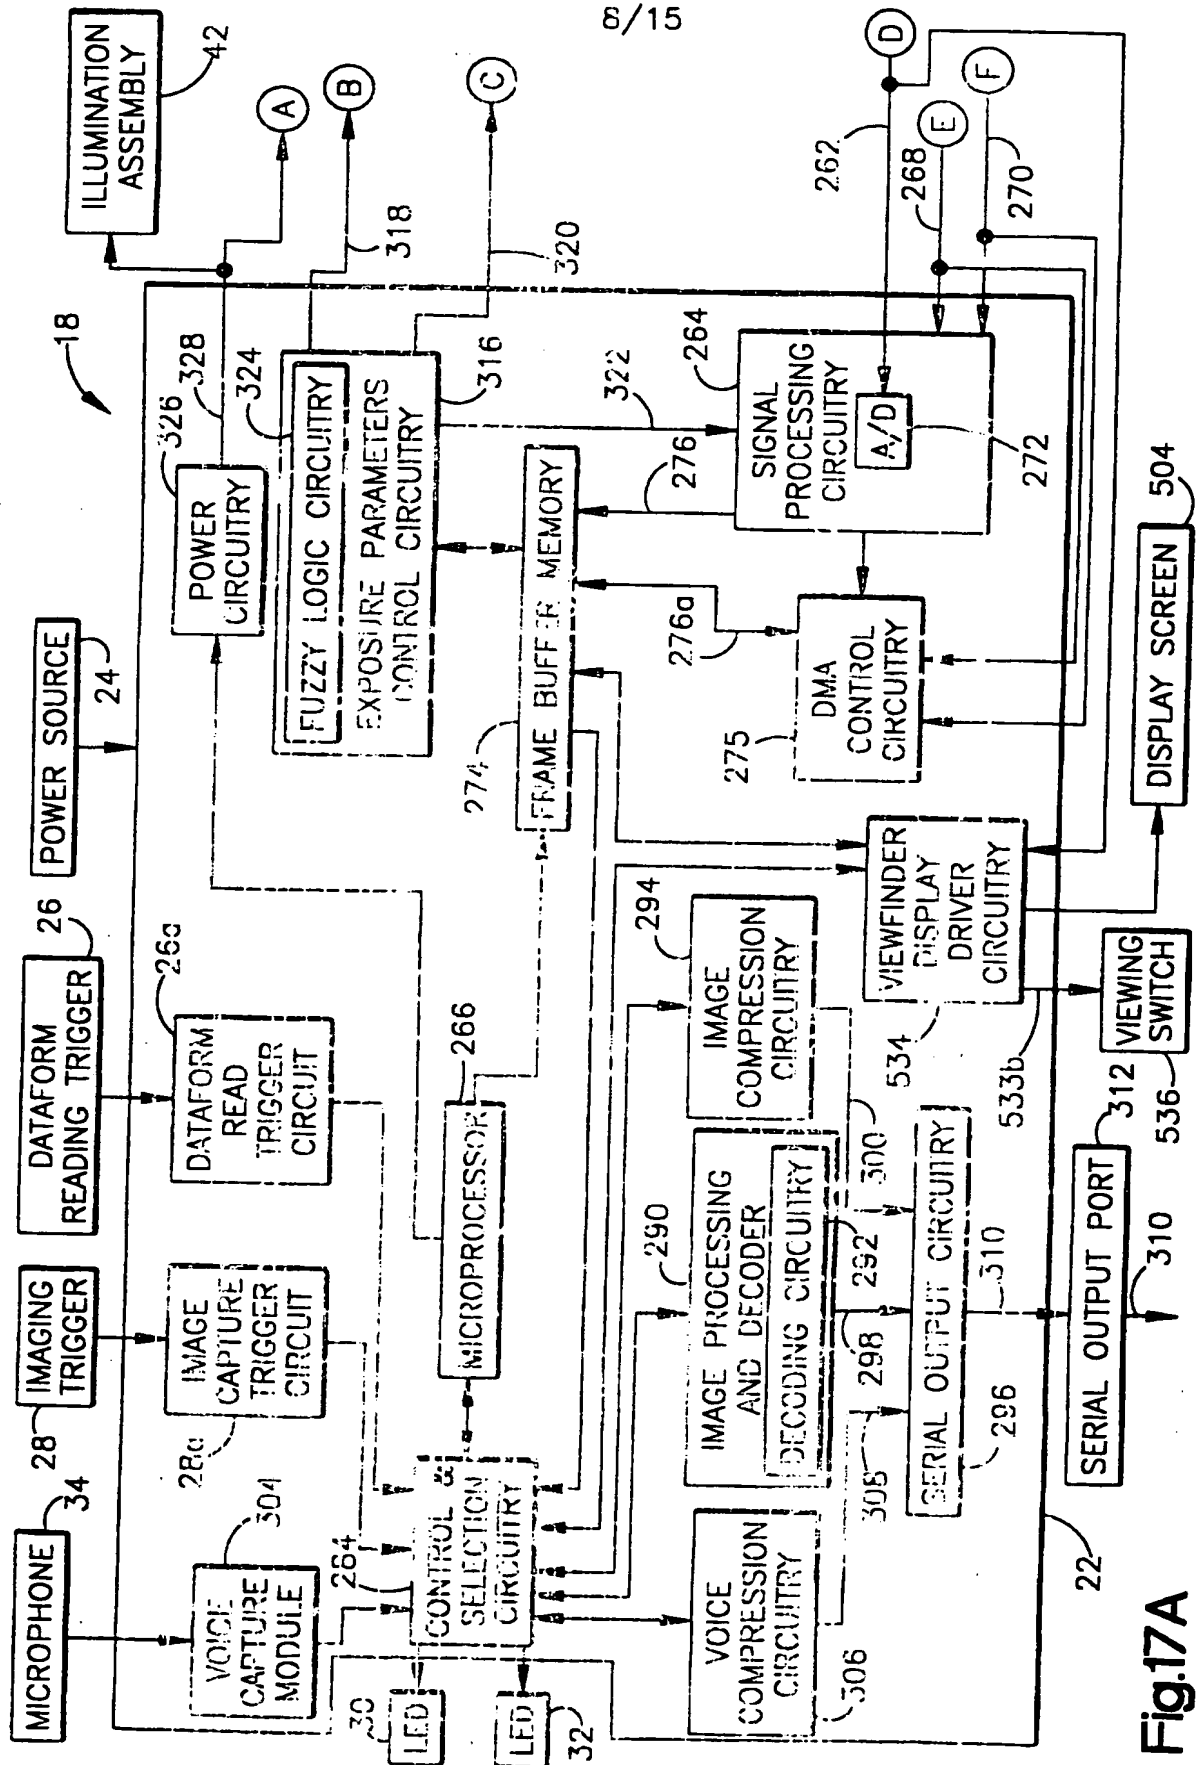 8/15
MICROPHONE
34
IMAGING
TRIGGER
28
DATAFORM
READING TRIGGER
26
POWER SOURCE
24
18
ILLUMINATION
ASSEMBLY
42
VOICE
CAPTURE
MODULE
304
IMAGE
CAPTURE
TRIGGER
CIRCUIT
28a
DATAFORM
READ
TRIGGER
CIRCUIT
26a
POWER
CIRCUITRY
326
328
A
FUZZY LOGIC CIRCUITRY
324
EXPOSURE PARAMETERS
CONTROL CIRCUITRY
316
318
B
320
C
322
30
LED
LED
32
284
CONTROL &
SELECTION
CIRCUITRY
MICROPROCESSOR
266
274
FRAME BUFFER MEMORY
276
276a
SIGNAL
PROCESSING
CIRCUITRY
264
A/D
272
262
D
268
E
270
F
275
DMA
CONTROL
CIRCUITRY
VOICE
COMPRESSION
CIRCUITRY
306
IMAGE PROCESSING
AND DECODER
290
DECODING CIRCUITRY
292
IMAGE
COMPRESSION
CIRCUITRY
294
VIEWFINDER
DISPLAY
DRIVER
CIRCUITRY
534
308
298
300
SERIAL OUTPUT CIRCUITRY
296
310
533b
22
SERIAL OUTPUT PORT
312
310
VIEWING
SWITCH
536
DISPLAY SCREEN
504
Fig.17A